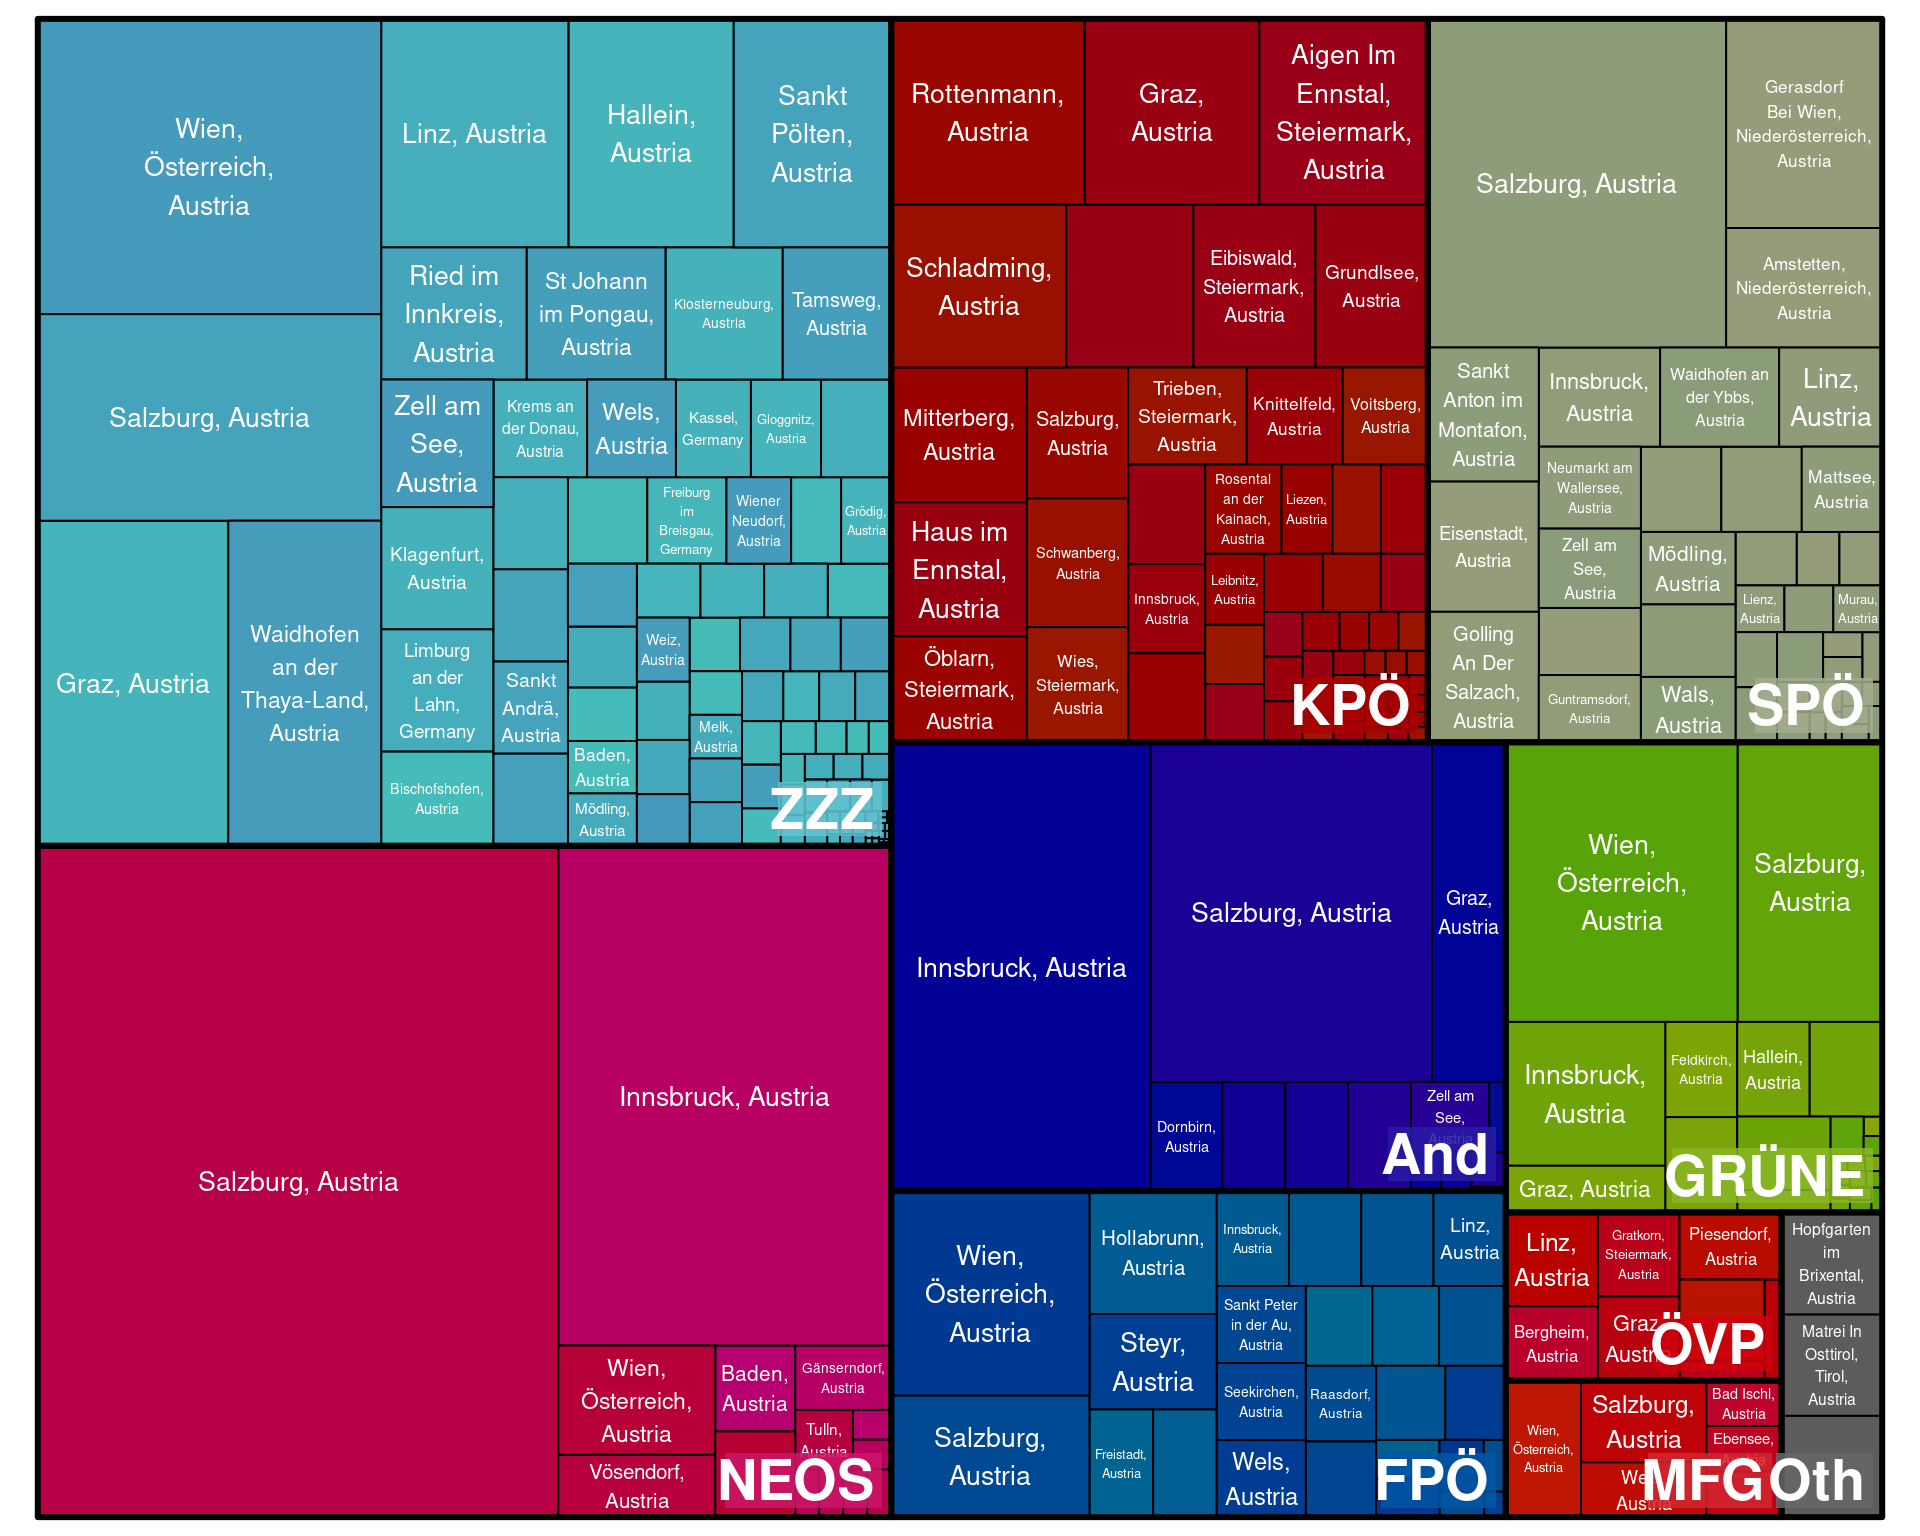 Wien,
Österreich,
Austria
Linz, Austria
Hallein,
Austria
Sankt
Pölten,
Austria
Salzburg, Austria
Graz, Austria
Waidhofen
an der
Thaya-Land,
Austria
Ried im
Innkreis,
Austria
St Johann
im Pongau,
Austria
Klosterneuburg,
Austria
Tamsweg,
Austria
Zell am
See,
Austria
Krems an
der Donau,
Austria
Wels,
Austria
Kassel,
Germany
Gloggnitz,
Austria
Klagenfurt,
Austria
Freiburg
im
Breisgau,
Germany
Wiener
Neudorf,
Austria
Grödig,
Austria
Limburg
an der
Lahn,
Germany
Sankt
Andrä,
Austria
Weiz,
Austria
Melk,
Austria
Bischofshofen,
Austria
Baden,
Austria
Mödling,
Austria
ZZZ
Rottenmann,
Austria
Graz,
Austria
Aigen Im
Ennstal,
Steiermark,
Austria
Schladming,
Austria
Eibiswald,
Steiermark,
Austria
Grundlsee,
Austria
Mitterberg,
Austria
Salzburg,
Austria
Trieben,
Steiermark,
Austria
Knittelfeld,
Austria
Voitsberg,
Austria
Haus im
Ennstal,
Austria
Schwanberg,
Austria
Rosental
an der
Kainach,
Austria
Liezen,
Austria
Innsbruck,
Austria
Leibnitz,
Austria
Öblarn,
Steiermark,
Austria
Wies,
Steiermark,
Austria
KPÖ
Salzburg, Austria
Gerasdorf
Bei Wien,
Niederösterreich,
Austria
Amstetten,
Niederösterreich,
Austria
Sankt
Anton im
Montafon,
Austria
Innsbruck,
Austria
Waidhofen an
der Ybbs,
Austria
Linz,
Austria
Eisenstadt,
Austria
Neumarkt am
Wallersee,
Austria
Mattsee,
Austria
Zell am
See,
Austria
Mödling,
Austria
Lienz,
Austria
Murau,
Austria
Golling
An Der
Salzach,
Austria
Guntramsdorf,
Austria
Wals,
Austria
SPÖ
Salzburg, Austria
Innsbruck, Austria
Wien,
Österreich,
Austria
Baden,
Austria
Gänserndorf,
Austria
Tulln,
Austria
Vösendorf,
Austria
NEOS
Innsbruck, Austria
Salzburg, Austria
Graz,
Austria
Dornbirn,
Austria
Zell am
See,
Austria
And
Wien,
Österreich,
Austria
Salzburg,
Austria
Innsbruck,
Austria
Feldkirch,
Austria
Hallein,
Austria
Graz, Austria
GRÜNE
Wien,
Österreich,
Austria
Hollabrunn,
Austria
Innsbruck,
Austria
Linz,
Austria
Steyr,
Austria
Sankt Peter
in der Au,
Austria
Salzburg,
Austria
Seekirchen,
Austria
Raasdorf,
Austria
Freistadt,
Austria
Wels,
Austria
FPÖ
Linz,
Austria
Gratkorn,
Steiermark,
Austria
Piesendorf,
Austria
Bergheim,
Austria
Graz,
Austria
ÖVP
Hopfgarten
im
Brixental,
Austria
Matrei In
Osttirol,
Tirol,
Austria
Wien,
Österreich,
Austria
Salzburg,
Austria
Bad Ischl,
Austria
Ebensee,
Austria
MFG
Oth